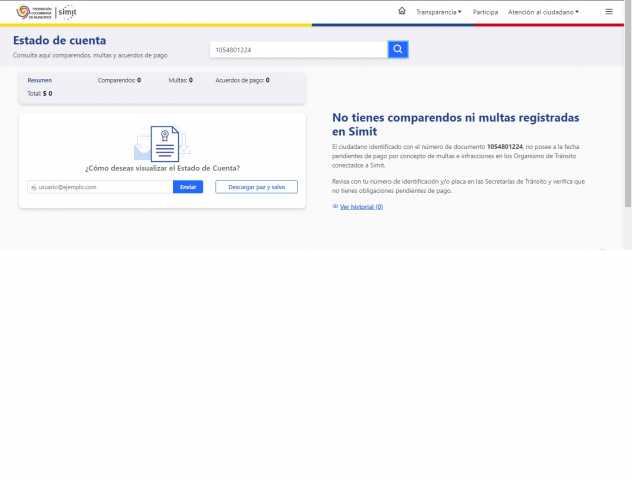 FEDERACIÓN COLOMBIANA DE MUNICIPIOS
simit
Transparencia Participa Atención al ciudadano
Estado de cuenta
Consulta aquí comparendos, multas y acuerdos de pago
1054801224
Resumen Comparendos: 0 Multas: 0 Acuerdos de pago: 0
Total: $ 0
¿Cómo deseas visualizar el Estado de Cuenta?
ej. usuario@ejemplo.com Enviar Descargar paz y salvo
No tienes comparendos ni multas registradas
en Simit
El ciudadano identificado con el número de documento 1054801224, no posee a la fecha
pendientes de pago por concepto de multas e infracciones en los Organismo de Tránsito
conectados a Simit.
Revisa con tu número de identificación y/o placa en las Secretarías de Tránsito y verifica que
no tienes obligaciones pendientes de pago.
Ver historial (0)